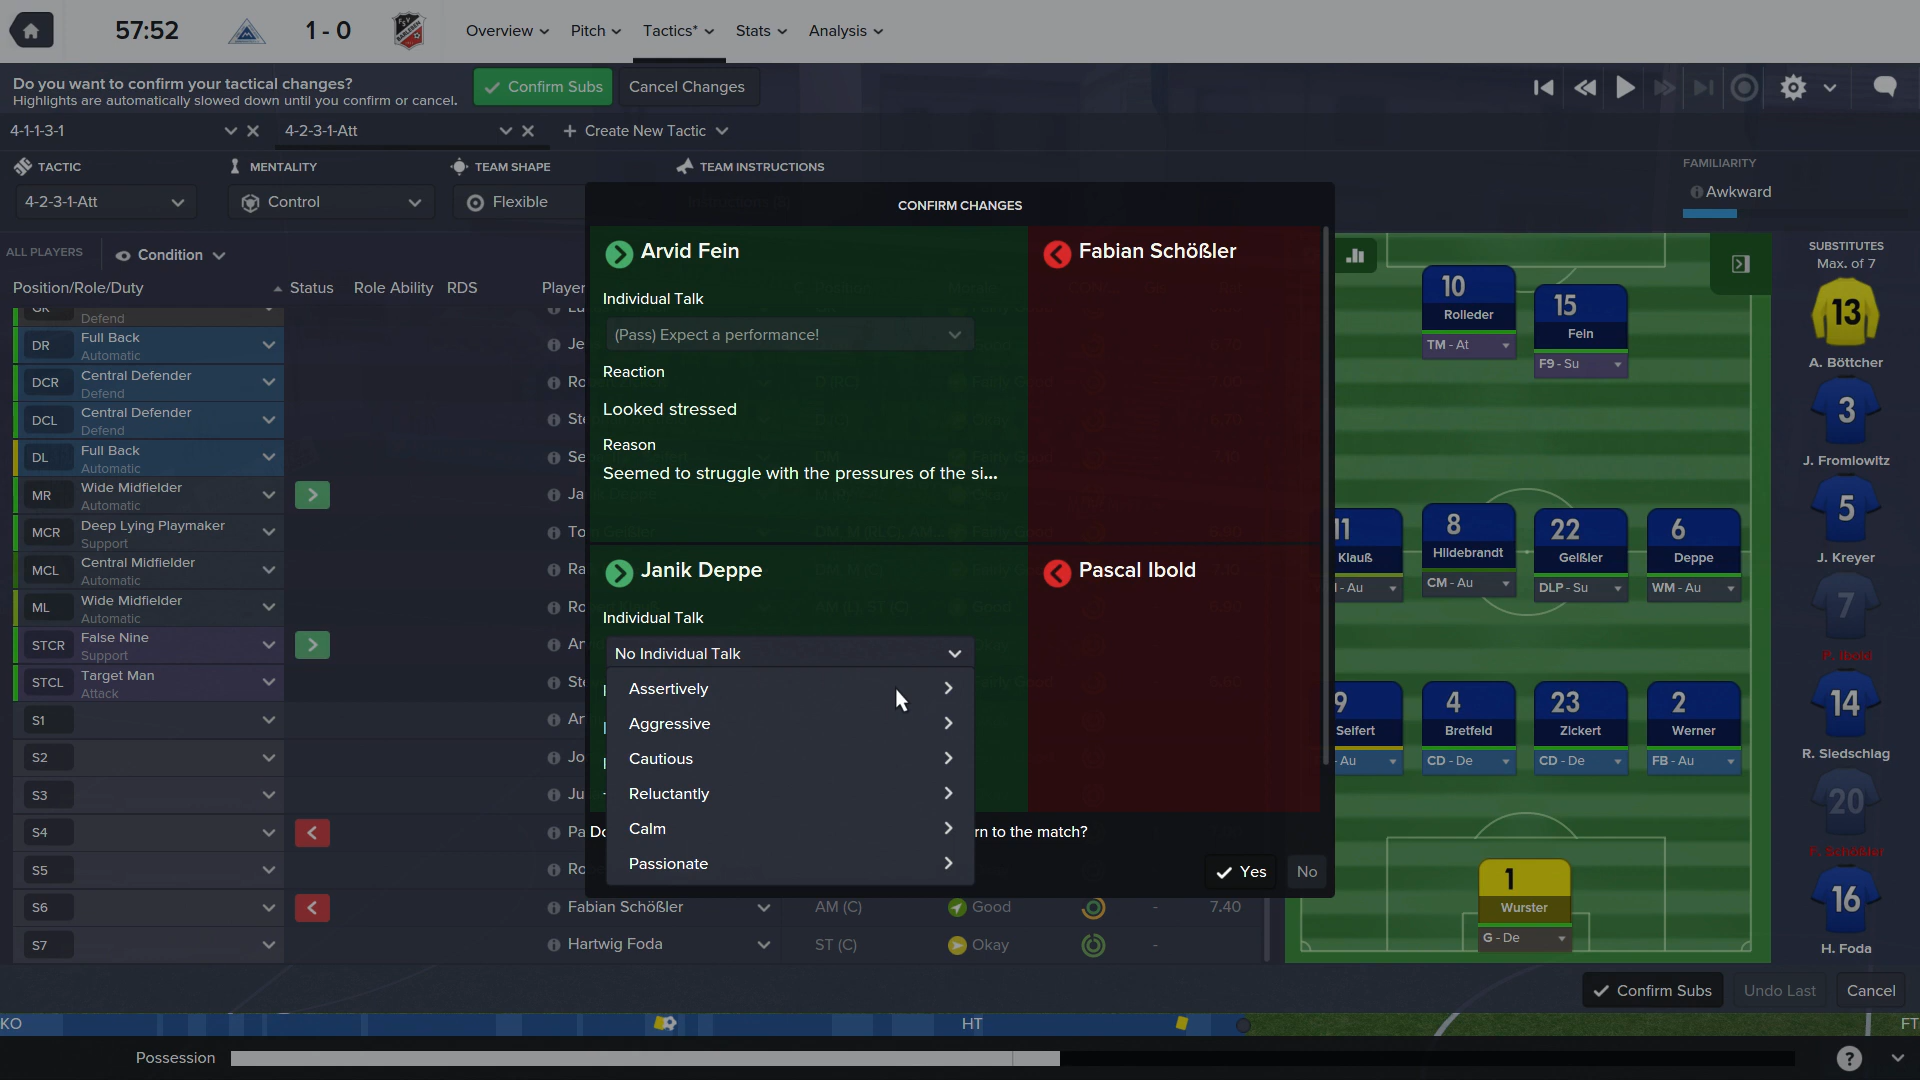 57:52
1 - 0
Overview
Pitch
Tactics*
Stats
Analysis
Do you want to confirm your tactical changes?
Highlights are automatically slowed down until you confirm or cancel.
Confirm Subs
Cancel Changes
4-1-1-3-1
4-2-3-1-Att
Create New Tactic
TACTIC
MENTALITY
TEAM SHAPE
TEAM INSTRUCTIONS
FAMILIARITY
4-2-3-1-Att
Control
Flexible
Awkward
CONFIRM CHANGES
ALL PLAYERS
Condition
Position/Role/Duty
Status
Role Ability
RDS
Player
Defend
DR
Full Back
Automatic
DCR
Central Defender
Defend
DCL
Central Defender
Defend
DL
Full Back
Automatic
MR
Wide Midfielder
Automatic
MCR
Deep Lying Playmaker
Support
MCL
Central Midfielder
Automatic
ML
Wide Midfielder
Automatic
STCR
False Nine
Support
STCL
Target Man
Attack
S1
S2
S3
S4
S5
S6
Fabian Schößler
AM (C)
Good
-
7.40
S7
Hartwig Foda
ST (C)
Okay
-
Arvid Fein
Fabian Schößler
Individual Talk
(Pass) Expect a performance!
Reaction
Looked stressed
Reason
Seemed to struggle with the pressures of the si...
Janik Deppe
Pascal Ibold
Individual Talk
No Individual Talk
Assertively
Aggressive
Cautious
Reluctantly
Calm
Passionate
Do
rn to the match?
Yes
No
10
Rolleder
TM - At
15
Fein
F9 - Su
11
Klauß
- Au
8
Hildebrandt
CM - Au
22
Geißler
DLP - Su
6
Deppe
WM - Au
9
Seifert
- Au
4
Bretfeld
CD - De
23
Zickert
CD - De
2
Werner
FB - Au
1
Wurster
G - De
SUBSTITUTES
Max. of 7
13
A. Böttcher
3
J. Fromlowitz
5
J. Kreyer
7
P. Ibold
14
R. Siedschlag
20
F. Schößler
16
H. Foda
Confirm Subs
Undo Last
Cancel
KO
HT
FT
Possession
?